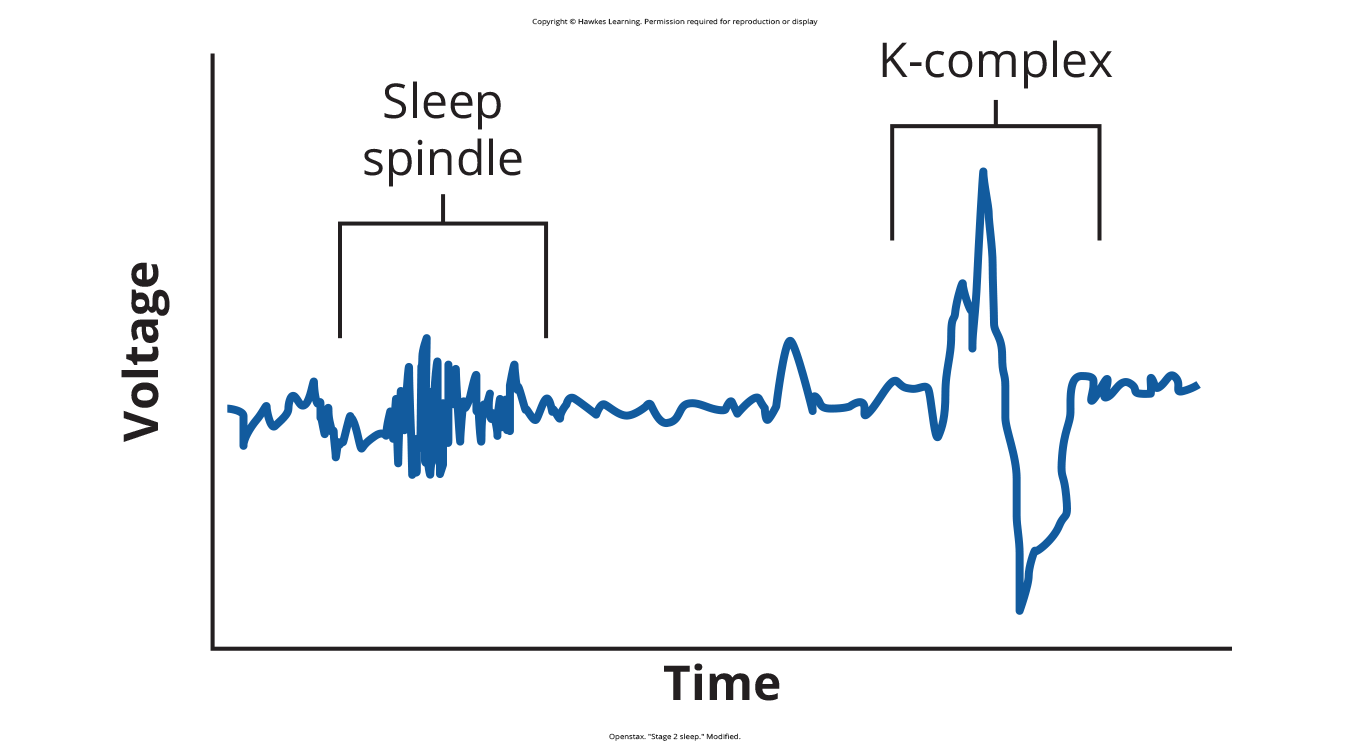 Copyright © Hawkes Learning. Permission required for reproduction or display
K-complex
Sleep
spindle
Voltage
Time
Openstax. "Stage 2 sleep." Modified.